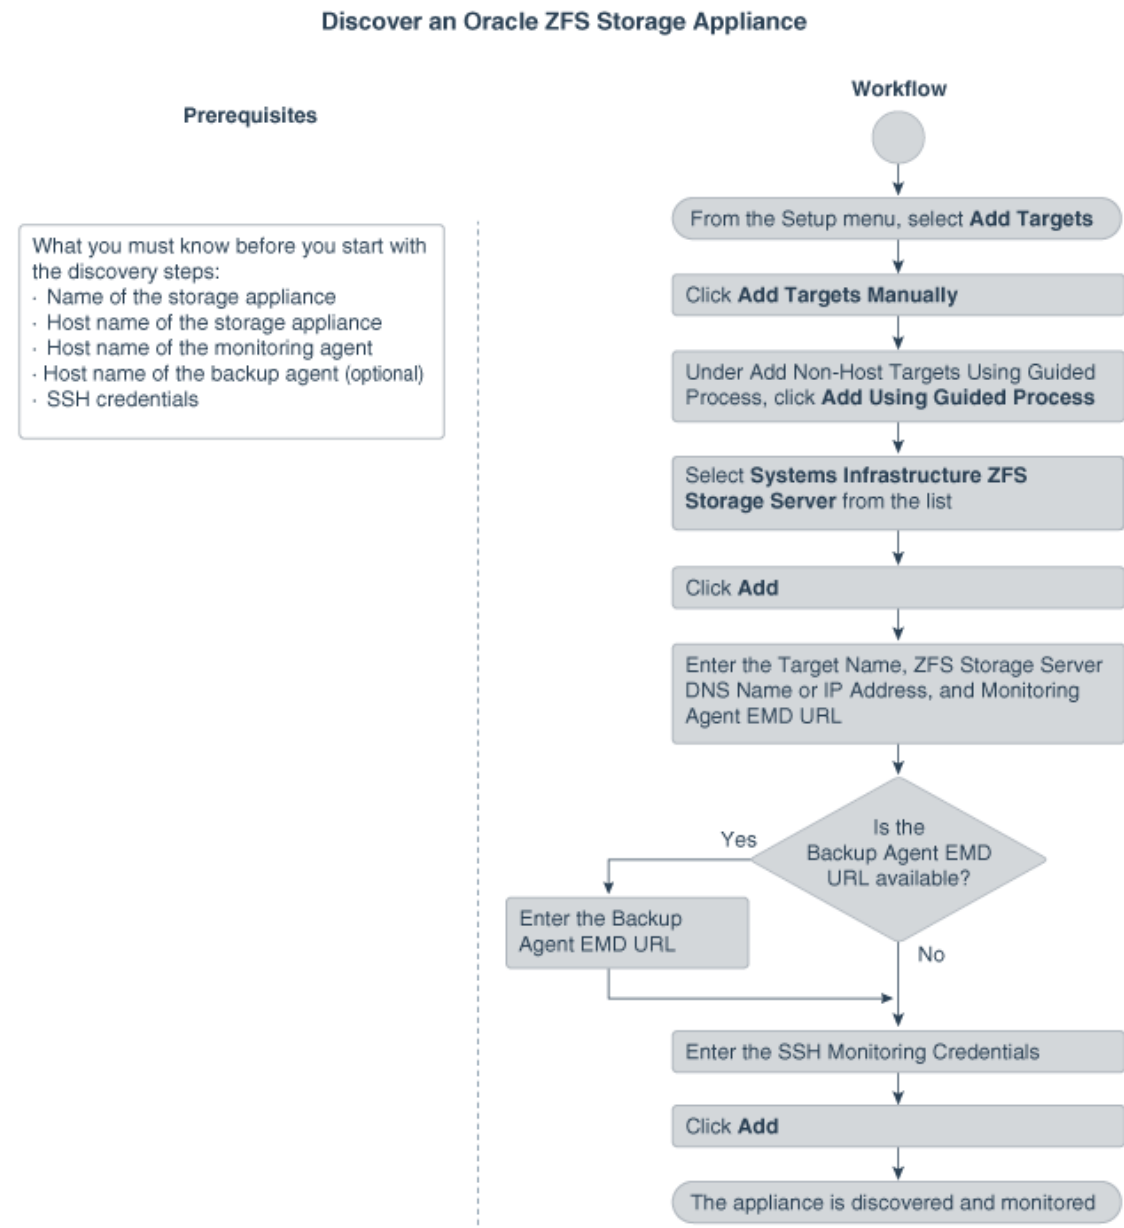 Discover an Oracle ZFS Storage Appliance
Prerequisites
What you must know before you start with
the discovery steps:
· Name of the storage appliance
· Host name of the storage appliance
· Host name of the monitoring agent
· Host name of the backup agent (optional)
· SSH credentials
Workflow
From the Setup menu, select Add Targets
Click Add Targets Manually
Under Add Non-Host Targets Using Guided
Process, click Add Using Guided Process
Select Systems Infrastructure ZFS
Storage Server from the list
Click Add
Enter the Target Name, ZFS Storage Server
DNS Name or IP Address, and Monitoring
Agent EMD URL
Is the
Backup Agent EMD
URL available?
Yes
Enter the Backup
Agent EMD URL
No
Enter the SSH Monitoring Credentials
Click Add
The appliance is discovered and monitored